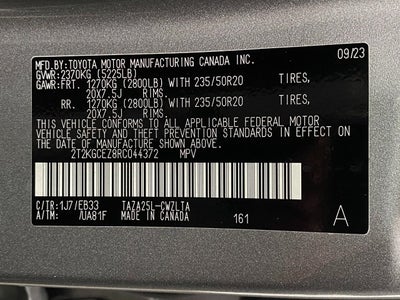 MFD.BY:TOYOTA MOTOR MANUFACTURING CANADA INC. 09/23
GVWR:2370KG (5225LB)
GAWR:FRT. 1270KG (2800LB) WITH 235/50R20 TIRES,
20X7.5J RIMS,
RR. 1270KG (2800LB) WITH 235/50R20 TIRES,
20X7.5J RIMS,
THIS VEHICLE CONFORMS TO ALL APPLICABLE FEDERAL MOTOR
VEHICLE SAFETY STANDARDS IN EFFECT ON THE DATE OF
MANUFACTURE SHOWN ABOVE.
2T2KGCEZ8RC044372 MPV
C/TR:1J7/EB33 TAZA25L-CWZLTA
A/TM: /UA81F MADE IN CANADA 161
A